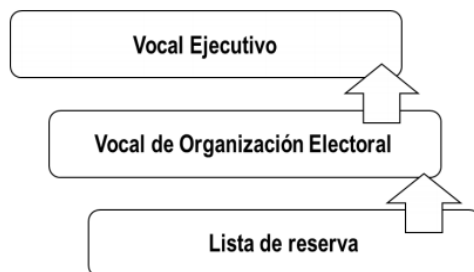 Vocal Ejecutivo
Vocal de Organización Electoral
Lista de reserva